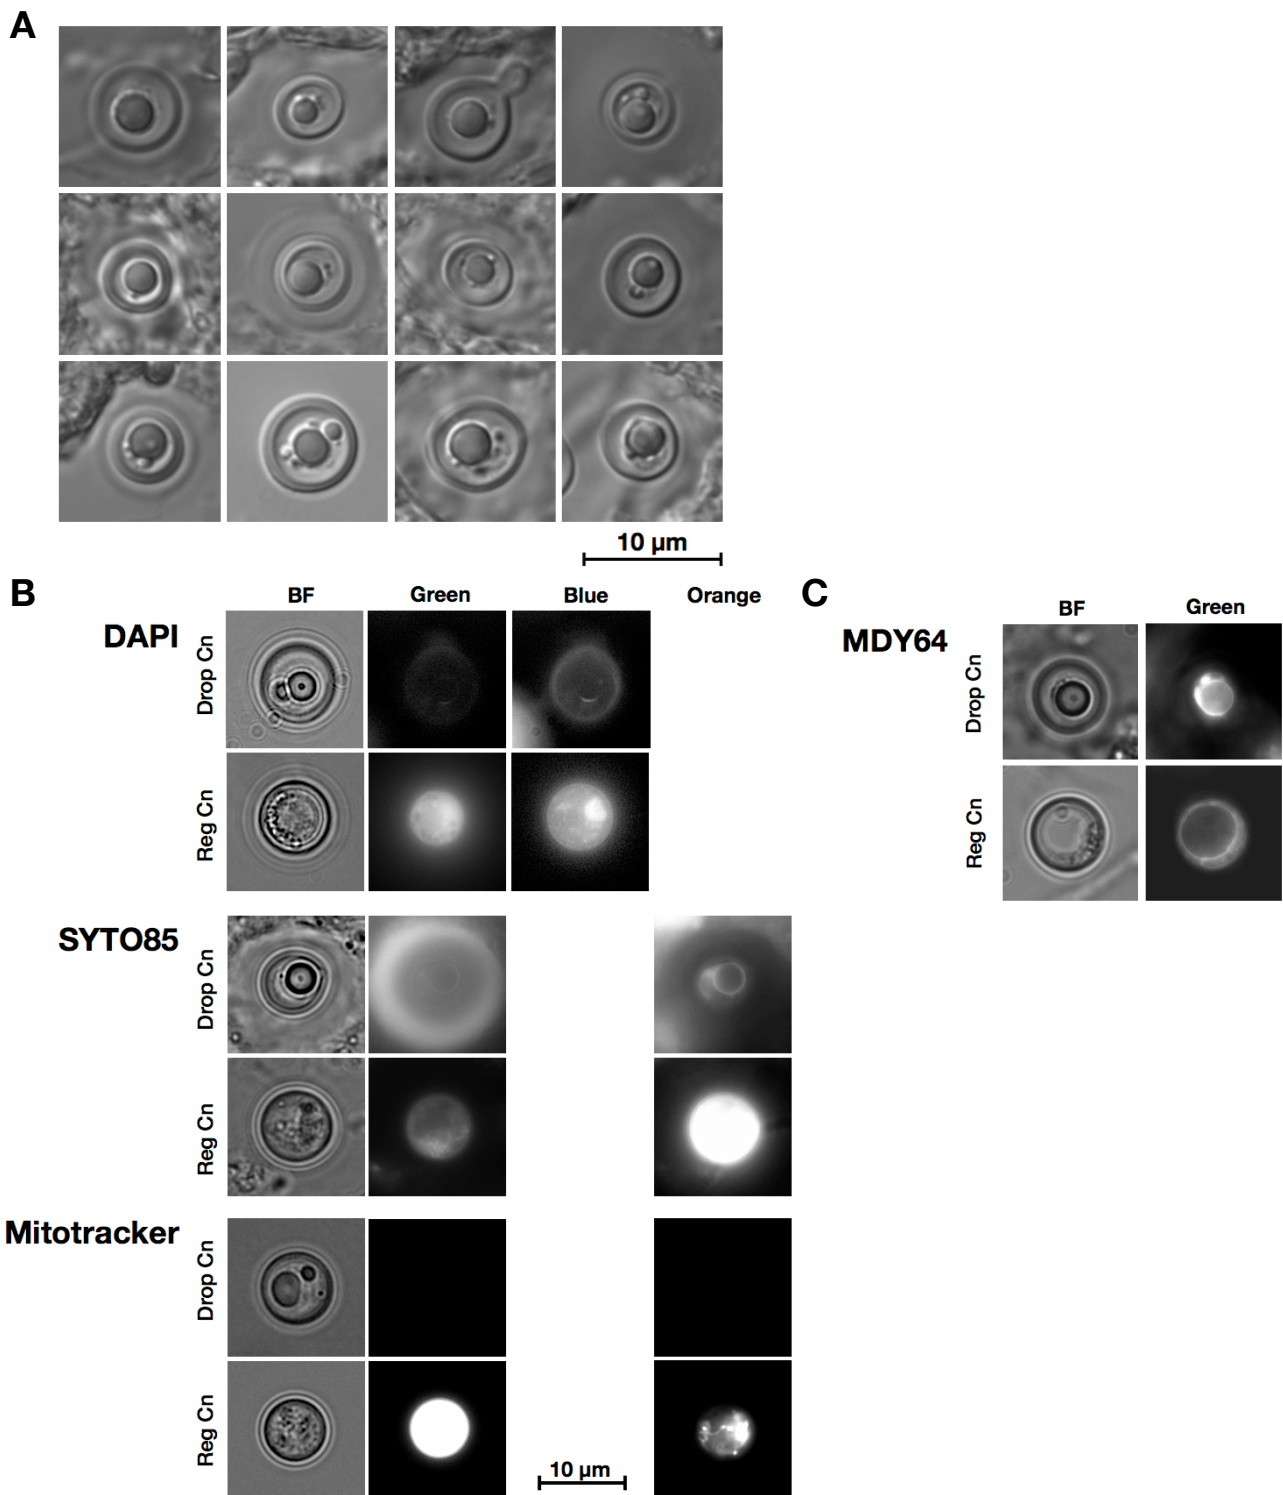 A
10 µm
B
BF Green Blue Orange
DAPI
Drop Cn
Reg Cn
SYTO85
Drop Cn
Reg Cn
Mitotracker
Drop Cn
Reg Cn
10 µm
C
BF Green
MDY64
Drop Cn
Reg Cn